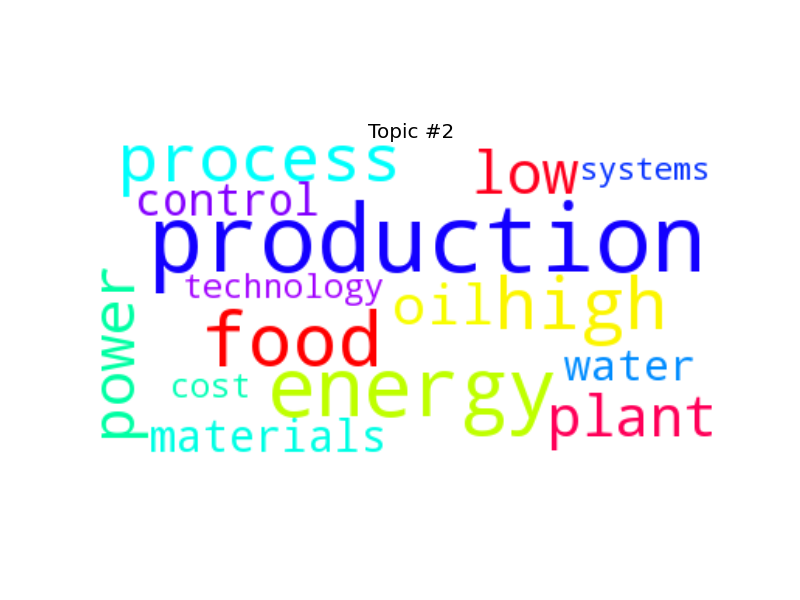 Topic #2
process
low
systems
control
production
technology
oil
high
power
food
energy
water
cost
plant
materials